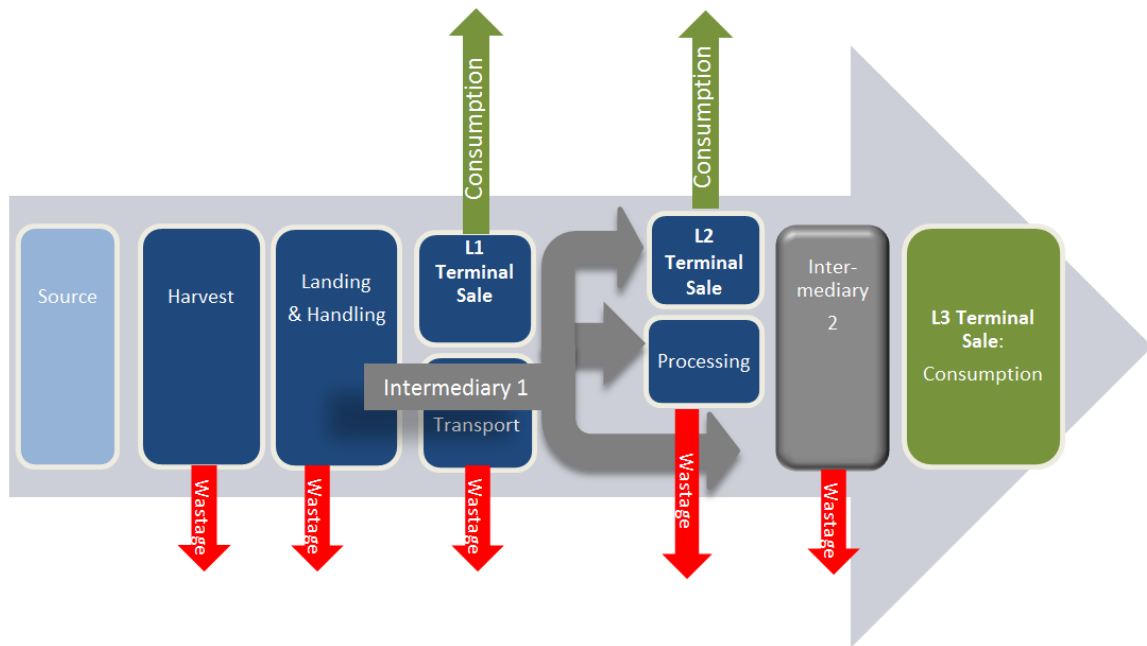 Consumption
Consumption
Source
Harvest
Landing
& Handling
L1
Terminal
Sale
Intermediary 1
Transport
L2
Terminal
Sale
Processing
Inter-
mediary
2
L3 Terminal
Sale:
Consumption
Wastage
Wastage
Wastage
Wastage
Wastage